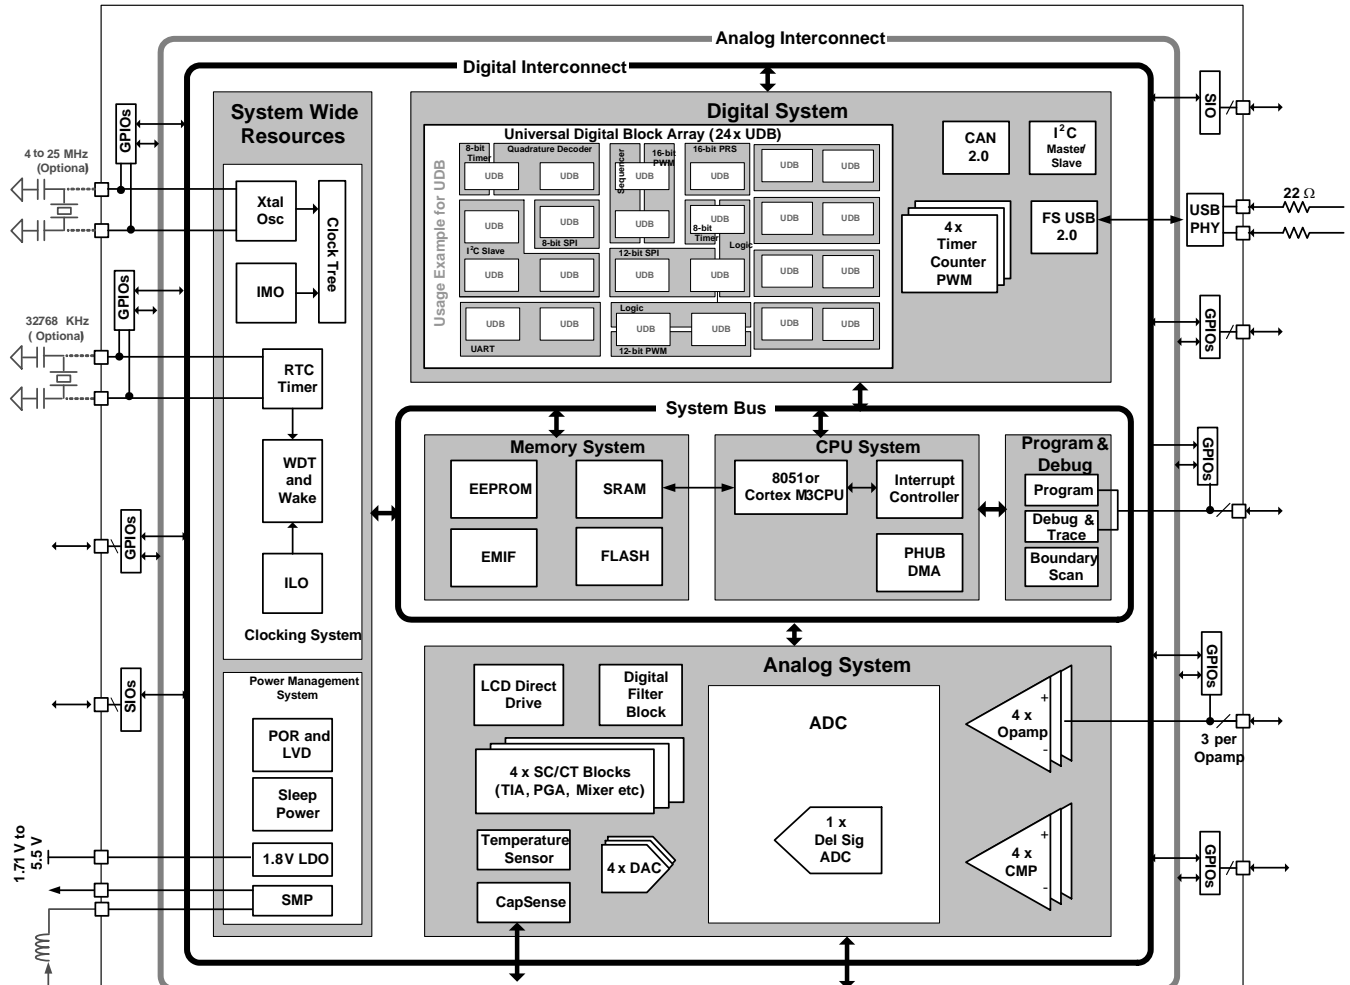 Analog Interconnect
Digital Interconnect
System Wide
Resources
Digital System
Universal Digital Block Array (24x UDB)
Usage Example for UDB
8-bit
Timer
Quadrature Decoder
Sequencer
16-bit
PWM
16-bit PRS
UDB
UDB
UDB
UDB
UDB
UDB
UDB
UDB
UDB
UDB
UDB
UDB
I²C Slave
8-bit SPI
8-bit
Timer
Logic
12-bit SPI
UDB
UDB
UDB
UDB
UDB
UDB
Logic
UDB
UDB
UDB
UDB
UDB
UDB
UART
12-bit PWM
CAN
2.0
I²C
Master/
Slave
4x
Timer
Counter
PWM
FS USB
2.0
USB
PHY
22 Ω
SIO
GPIOs
GPIOs
GPIOs
GPIOs
3 per
Opamp
GPIOs
GPIOs
GPIOs
SIOs
4 to 25 MHz
(Optional)
32768 KHz
(Optional)
Xtal
Osc
IMO
Clock Tree
RTC
Timer
WDT
and
Wake
ILO
Clocking System
Power Management
System
POR and
LVD
Sleep
Power
1.8V LDO
SMP
1.71 V to
5.5 V
System Bus
Memory System
EEPROM
SRAM
EMIF
FLASH
CPU System
8051 or
Cortex M3CPU
Interrupt
Controller
PHUB
DMA
Program &
Debug
Program
Debug &
Trace
Boundary
Scan
Analog System
LCD Direct
Drive
Digital
Filter
Block
4 x SC/CT Blocks
(TIA, PGA, Mixer etc)
Temperature
Sensor
4 x DAC
CapSense
ADC
1 x
Del Sig
ADC
+
4 x
Opamp
-
+
4 x
CMP
-